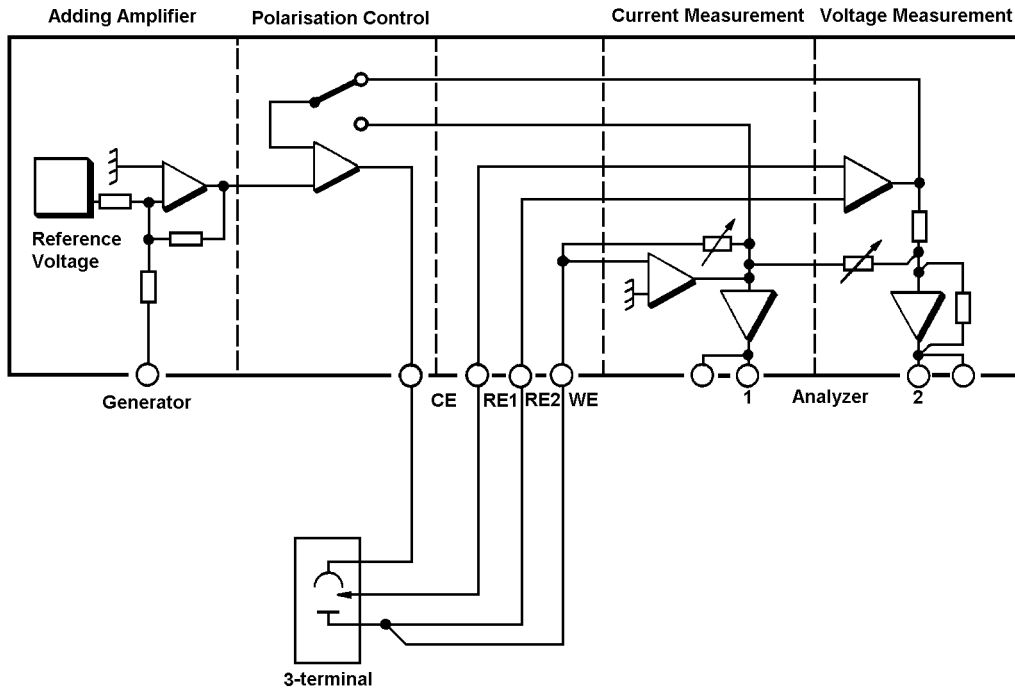 Adding Amplifier
Polarisation Control
Current Measurement
Voltage Measurement
Reference
Voltage
Generator
CE
RE1
RE2
WE
1
Analyzer
2
3-terminal